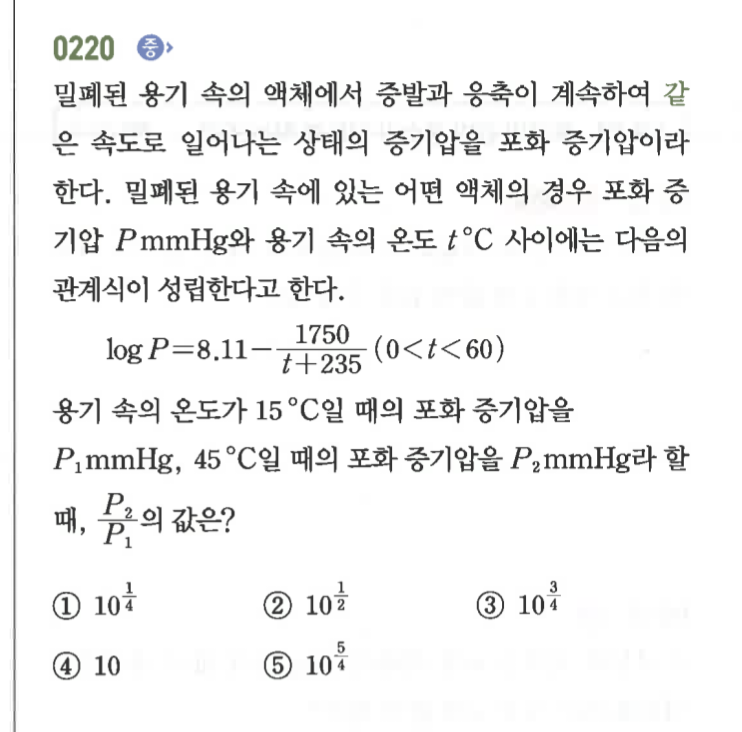 0220 중
밀폐된 용기 속의 액체에서 증발과 응축이 계속하여 같
은 속도로 일어나는 상태의 증기압을 포화 증기압이라
한다. 밀폐된 용기 속에 있는 어떤 액체의 경우 포화 증
기압 P mmHg와 용기 속의 온도 t °C 사이에는 다음의
관계식이 성립한다고 한다.
log P=8.11-\frac{1750}{t+235} (0<t<60)
용기 속의 온도가 15 °C일 때의 포화 증기압을
P₁mmHg, 45 °C일 때의 포화 증기압을 P₂mmHg라 할
때, \frac{P₂}{P₁}의 값은?
① 10^{\frac{1}{4}} ② 10^{\frac{1}{2}} ③ 10^{\frac{3}{4}}
④ 10 ⑤ 10^{\frac{5}{4}}